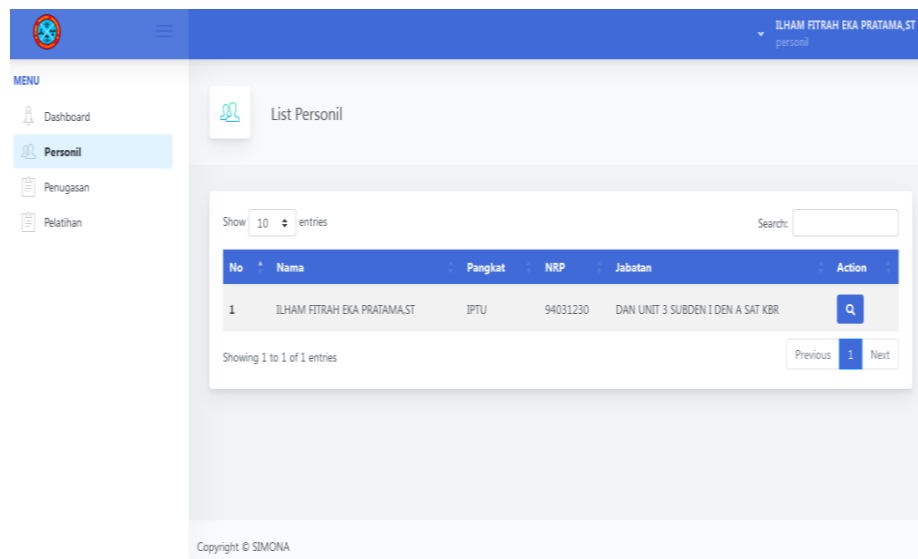 ILHAM FITRAH EKA PRATAMA,ST
personil
MENU
Dashboard
Personil
Penugasan
Pelatihan
List Personil
Show 10 entries
Search:
No Nama Pangkat NRP Jabatan Action
1 ILHAM FITRAH EKA PRATAMA,ST IPTU 94031230 DAN UNIT 3 SUBDEN I DEN A SAT KBR
Showing 1 to 1 of 1 entries
Previous 1 Next
Copyright © SIMONA